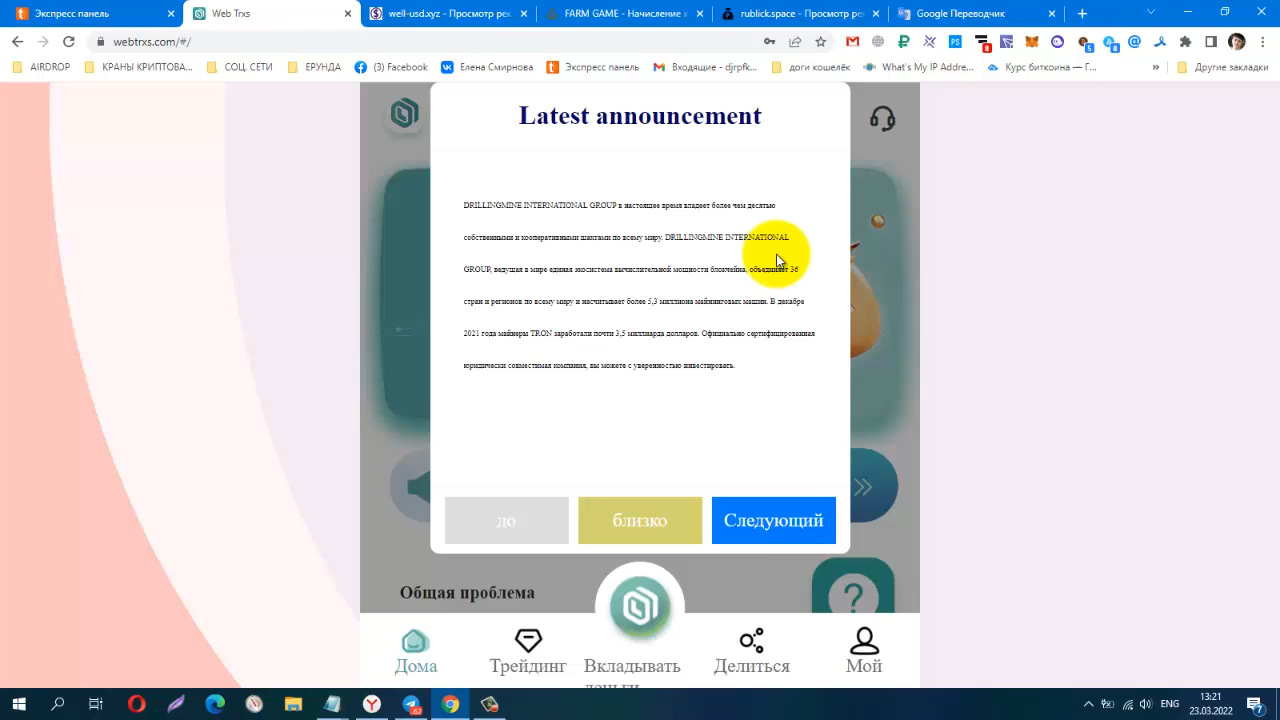 Экспресс панель
Web Trxs
well-usd.xyz - Просмотр рек
FARM GAME - Начисление к
rublick.space - Просмотр рек
Google Переводчик
webtrxs.com/#/
AIRDROP
КРАНЫ КРИПТОВА...
СОЦ. СЕТИ
ЕРУНДА
(3) Facebook
Елена Смирнова
Экспресс панель
Входящие - djrpfk...
доги кошелёк
What's My IP Addre...
Курс биткоина — Г...
»
Другие закладки
Latest announcement
DRILLINGMINE INTERNATIONAL GROUP в настоящее время владеет более чем десятью
собственными и кооперативными шахтами по всему миру. DRILLINGMINE INTERNATIONAL
GROUP, ведущая в мире единая экосистема вычислительной мощности блокчейна, объединяет 36
стран и регионов по всему миру и насчитывает более 5,3 миллиона майнинговых машин. В декабре
2021 года майнеры TRON заработали почти 3,5 миллиарда долларов. Официально сертифицированная
юридически совместимая компания, вы можете с уверенностью инвестировать.
до
близко
Следующий
Общая проблема
?
Дома
Трейдинг
Вкладывать
деньги
Делиться
Мой
ENG
13:21
23.03.2022